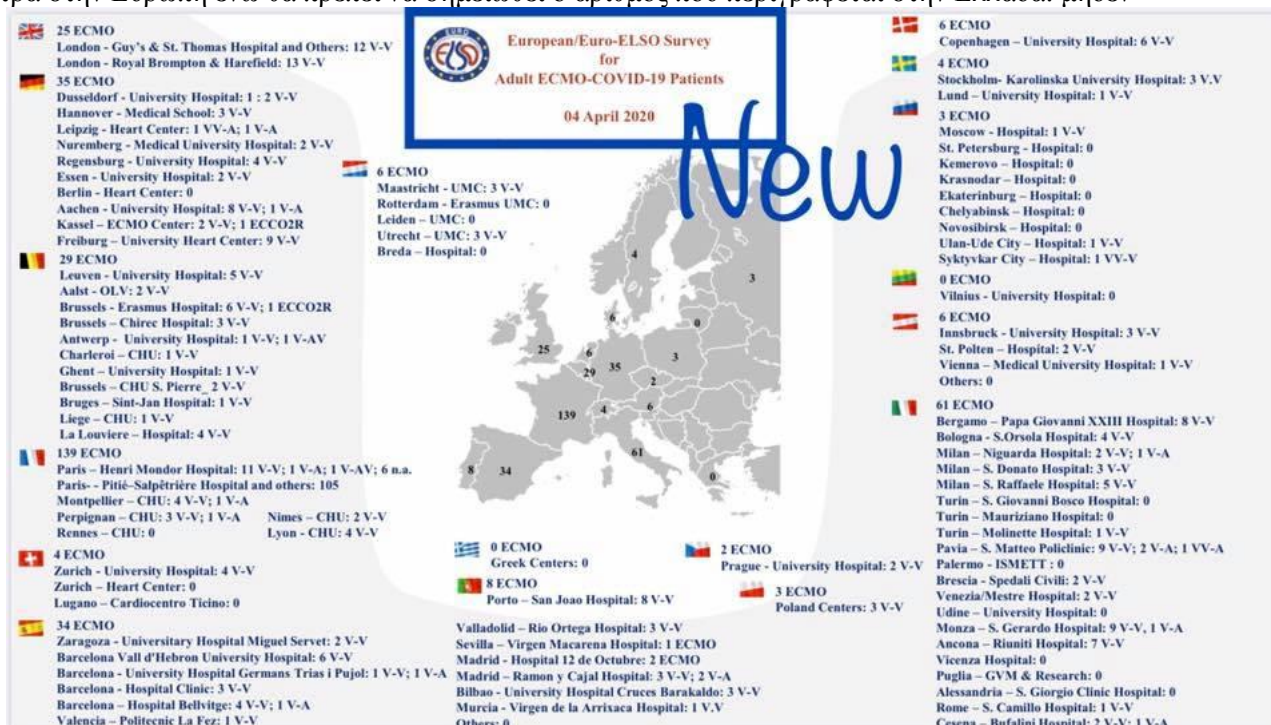 25 ECMO
London - Guy's & St. Thomas Hospital and Others: 12 V-V
London - Royal Brompton & Harefield: 13 V-V
35 ECMO
Dusseldorf - University Hospital: 1 : 2 V-V
Hannover - Medical School: 3 V-V
Leipzig - Heart Center: 1 VV-A; 1 V-A
Nuremberg - Medical University Hospital: 2 V-V
Regensburg - University Hospital: 4 V-V
Essen - University Hospital: 2 V-V
Berlin - Heart Center: 0
Aachen - University Hospital: 8 V-V; 1 V-A
Kassel – ECMO Center: 2 V-V; 1 ECCO2R
Freiburg – University Heart Center: 9 V-V
29 ECMO
Leuven - University Hospital: 5 V-V
Aalst - OLV: 2 V-V
Brussels - Erasmus Hospital: 6 V-V; 1 ECCO2R
Brussels – Chirec Hospital: 3 V-V
Antwerp - University Hospital: 1 V-V; 1 V-AV
Charleroi – CHU: 1 V-V
Ghent – University Hospital: 1 V-V
Brussels – CHU S. Pierre_ 2 V-V
Bruges – Sint-Jan Hospital: 1 V-V
Liege – CHU: 1 V-V
La Louviere – Hospital: 4 V-V
139 ECMO
Paris – Henri Mondor Hospital: 11 V-V; 1 V-A; 1 V-AV; 6 n.a.
Paris- - Pitié–Salpêtrière Hospital and others: 105
Montpellier – CHU: 4 V-V; 1 V-A
Perpignan – CHU: 3 V-V; 1 V-A Nimes – CHU: 2 V-V
Rennes – CHU: 0 Lyon - CHU: 4 V-V
4 ECMO
Zurich - University Hospital: 4 V-V
Zurich – Heart Center: 0
Lugano – Cardiocentro Ticino: 0
34 ECMO
Zaragoza - Universitary Hospital Miguel Servet: 2 V-V
Barcelona Vall d'Hebron University Hospital: 6 V-V
Barcelona - University Hospital Germans Trias i Pujol: 1 V-V; 1 V-A
Barcelona - Hospital Clinic: 3 V-V
Barcelona – Hospital Bellvitge: 4 V-V; 1 V-A
Valencia – Politecnic La Fez: 1 V-V
EURO
ELSO
European/Euro-ELSO Survey
for
Adult ECMO-COVID-19 Patients
04 April 2020
New
6 ECMO
Maastricht - UMC: 3 V-V
Rotterdam - Erasmus UMC: 0
Leiden – UMC: 0
Utrecht – UMC: 3 V-V
Breda – Hospital: 0
4
3
6
0
25
6
29
35
3
2
139
4
6
61
8
34
0
0 ECMO
Greek Centers: 0
8 ECMO
Porto – San Joao Hospital: 8 V-V
2 ECMO
Prague - University Hospital: 2 V-V
3 ECMO
Poland Centers: 3 V-V
Valladolid – Rio Ortega Hospital: 3 V-V
Sevilla – Virgen Macarena Hospital: 1 ECMO
Madrid - Hospital 12 de Octubre: 2 ECMO
Madrid – Ramon y Cajal Hospital: 3 V-V; 2 V-A
Bilbao - University Hospital Cruces Barakaldo: 3 V-V
Murcia - Virgen de la Arrixaca Hospital: 1 V.V
Others: 0
6 ECMO
Copenhagen – University Hospital: 6 V-V
4 ECMO
Stockholm- Karolinska University Hospital: 3 V.V
Lund – University Hospital: 1 V-V
3 ECMO
Moscow - Hospital: 1 V-V
St. Petersburg - Hospital: 0
Kemerovo – Hospital: 0
Krasnodar – Hospital: 0
Ekaterinburg – Hospital: 0
Chelyabinsk – Hospital: 0
Novosibirsk – Hospital: 0
Ulan-Ude City – Hospital: 1 V-V
Syktyvkar City – Hospital: 1 VV-V
0 ECMO
Vilnius - University Hospital: 0
6 ECMO
Innsbruck - University Hospital: 3 V-V
St. Polten – Hospital: 2 V-V
Vienna – Medical University Hospital: 1 V-V
Others: 0
61 ECMO
Bergamo – Papa Giovanni XXIII Hospital: 8 V-V
Bologna - S.Orsola Hospital: 4 V-V
Milan – Niguarda Hospital: 2 V-V; 1 V-A
Milan – S. Donato Hospital: 3 V-V
Milan – S. Raffaele Hospital: 5 V-V
Turin – S. Giovanni Bosco Hospital: 0
Turin – Mauriziano Hospital: 0
Turin – Molinette Hospital: 1 V-V
Pavia – S. Matteo Policlinic: 9 V-V; 2 V-A; 1 VV-A
Palermo - ISMETT : 0
Brescia - Spedali Civili: 2 V-V
Venezia/Mestre Hospital: 2 V-V
Udine – University Hospital: 0
Monza – S. Gerardo Hospital: 9 V-V, 1 V-A
Ancona – Riuniti Hospital: 7 V-V
Vicenza Hospital: 0
Puglia – GVM & Research: 0
Alessandria – S. Giorgio Clinic Hospital: 0
Rome – S. Camillo Hospital: 1 V-V
Cesena – Bufalini Hospital: 2 V-V; 1 V-A